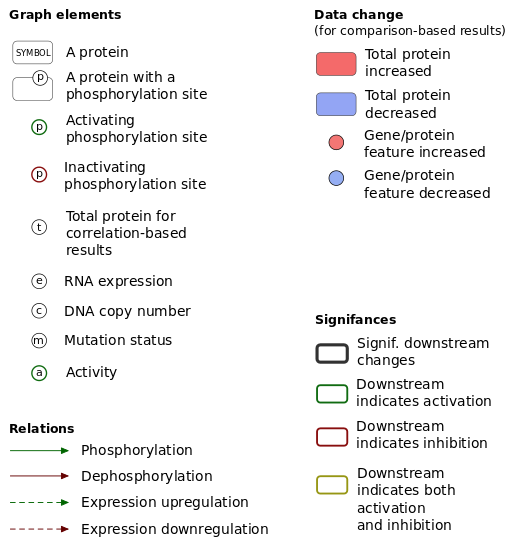 Graph elements
SYMBOL
A protein
p
A protein with a
phosphorylation site
p
Activating
phosphorylation site
p
Inactivating
phosphorylation site
t
Total protein for
correlation-based
results
e
RNA expression
c
DNA copy number
m
Mutation status
a
Activity
Relations
Phosphorylation
Dephosphorylation
Expression upregulation
Expression downregulation
Data change
(for comparison-based results)
Total protein
increased
Total protein
decreased
Gene/protein
feature increased
Gene/protein
feature decreased
Signifances
Signif. downstream
changes
Downstream
indicates activation
Downstream
indicates inhibition
Downstream
indicates both
activation
and inhibition